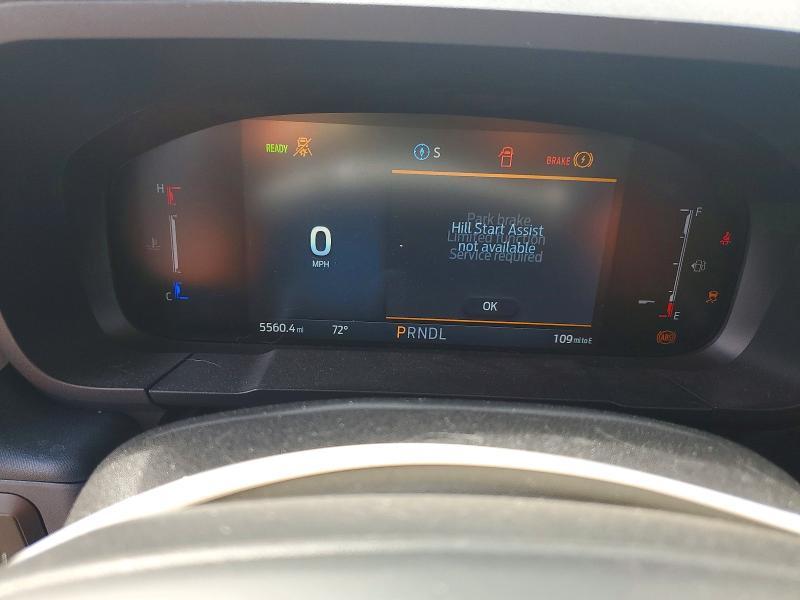 READY
S
BRAKE
H
F
Park brake
Hill Start Assist
Limited function
not available
Service required
0
MPH
C
E
OK
5560.4 mi
72°
PRNDL
109 mi to E
ABS